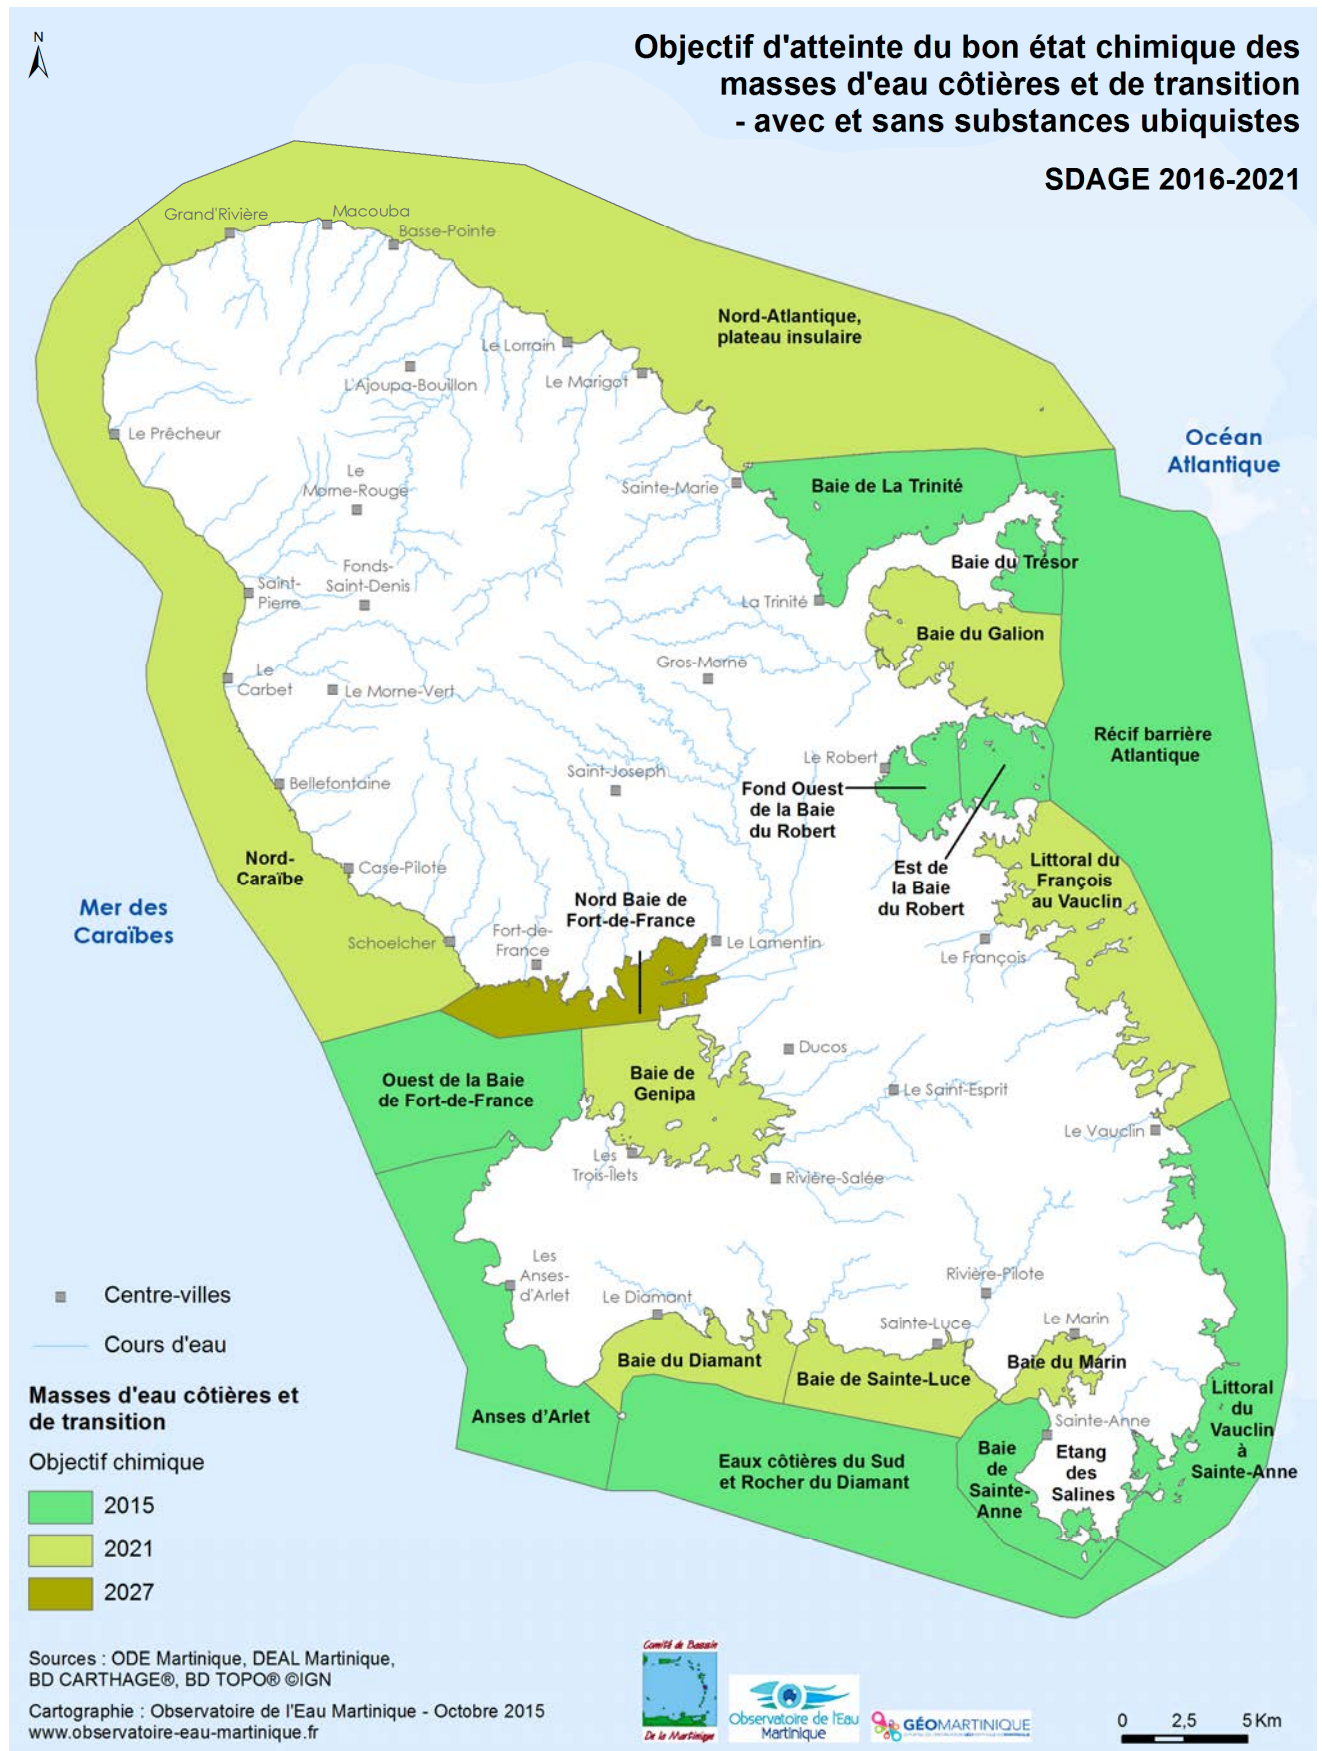 N
Objectif d'atteinte du bon état chimique des
masses d'eau côtières et de transition
- avec et sans substances ubiquistes
SDAGE 2016-2021
Grand'Rivière
Macouba
Basse-Pointe
Nord-Atlantique,
plateau insulaire
Le Lorrain
L'Ajoupa-Bouillon
Le Marigot
Le Prêcheur
Océan
Atlantique
Le
Morne-Rouge
Sainte-Marie
Baie de La Trinité
Fonds-
Saint-Denis
Baie du Trésor
Saint-
Pierre
La Trinité
Baie du Galion
Gros-Morne
Le
Carbet
Le Morne-Vert
Récif barrière
Atlantique
Le Robert
Saint-Joseph
Bellefontaine
Fond Ouest
de la Baie
du Robert
Nord-
Caraïbe
Case-Pilote
Est de
la Baie
du Robert
Littoral du
François
au Vauclin
Mer des
Caraïbes
Nord Baie de
Fort-de-France
Schoelcher
Fort-de-
France
Le Lamentin
Le François
Ducos
Baie de
Genipa
Ouest de la Baie
de Fort-de-France
Le Saint-Esprit
Le Vauclin
Les
Trois-Îlets
Rivière-Salée
Les
Anses-
d'Arlet
Le Diamant
Rivière-Pilote
Sainte-Luce
Le Marin
Baie du Diamant
Baie de Sainte-Luce
Baie du Marin
Anses d'Arlet
Sainte-Anne
Littoral
du
Vauclin
à
Sainte-Anne
Eaux côtières du Sud
et Rocher du Diamant
Baie
de
Sainte-
Anne
Etang
des
Salines
Centre-villes
Cours d'eau
Masses d'eau côtières et
de transition
Objectif chimique
2015
2021
2027
Sources : ODE Martinique, DEAL Martinique,
BD CARTHAGE®, BD TOPO® ©IGN
Cartographie : Observatoire de l'Eau Martinique - Octobre 2015
www.observatoire-eau-martinique.fr
Comité de Bassin
De la Martinique
Observatoire de l'Eau
Martinique
GÉOMARTINIQUE
0 2,5 5 Km